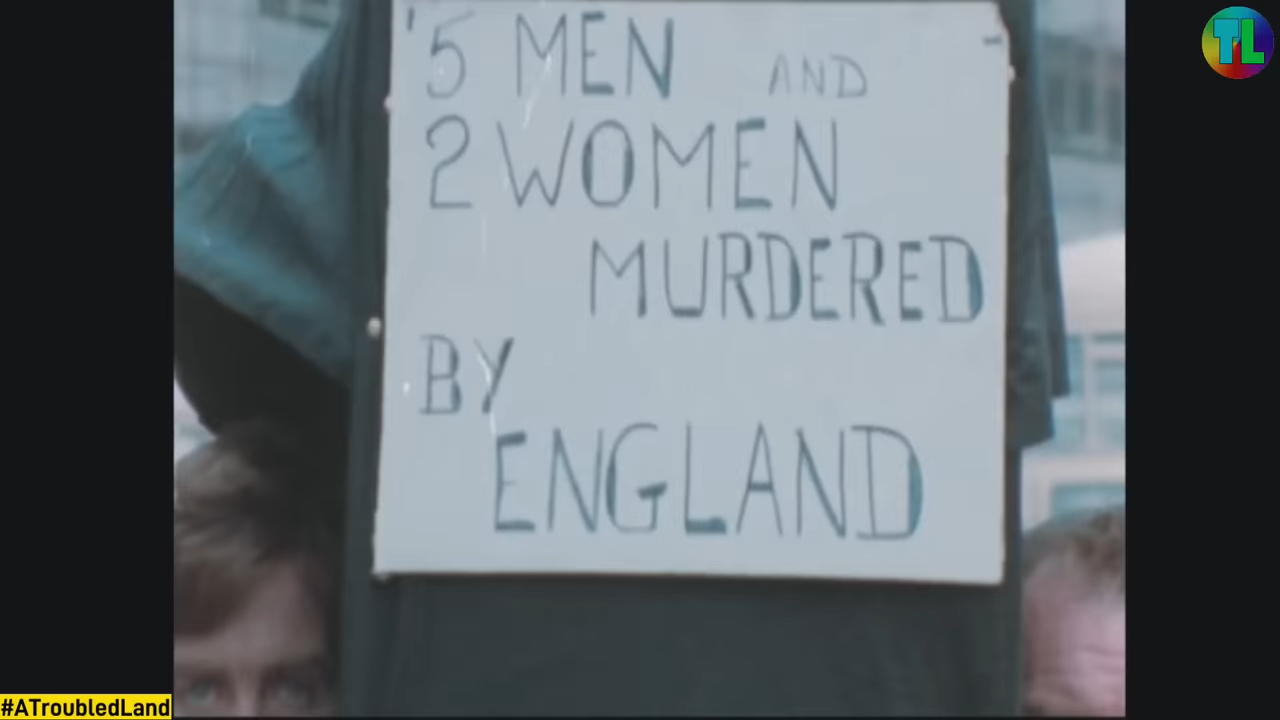 '5 MEN AND
2 WOMEN
MURDERED
BY
ENGLAND
TL
#ATroubledLand